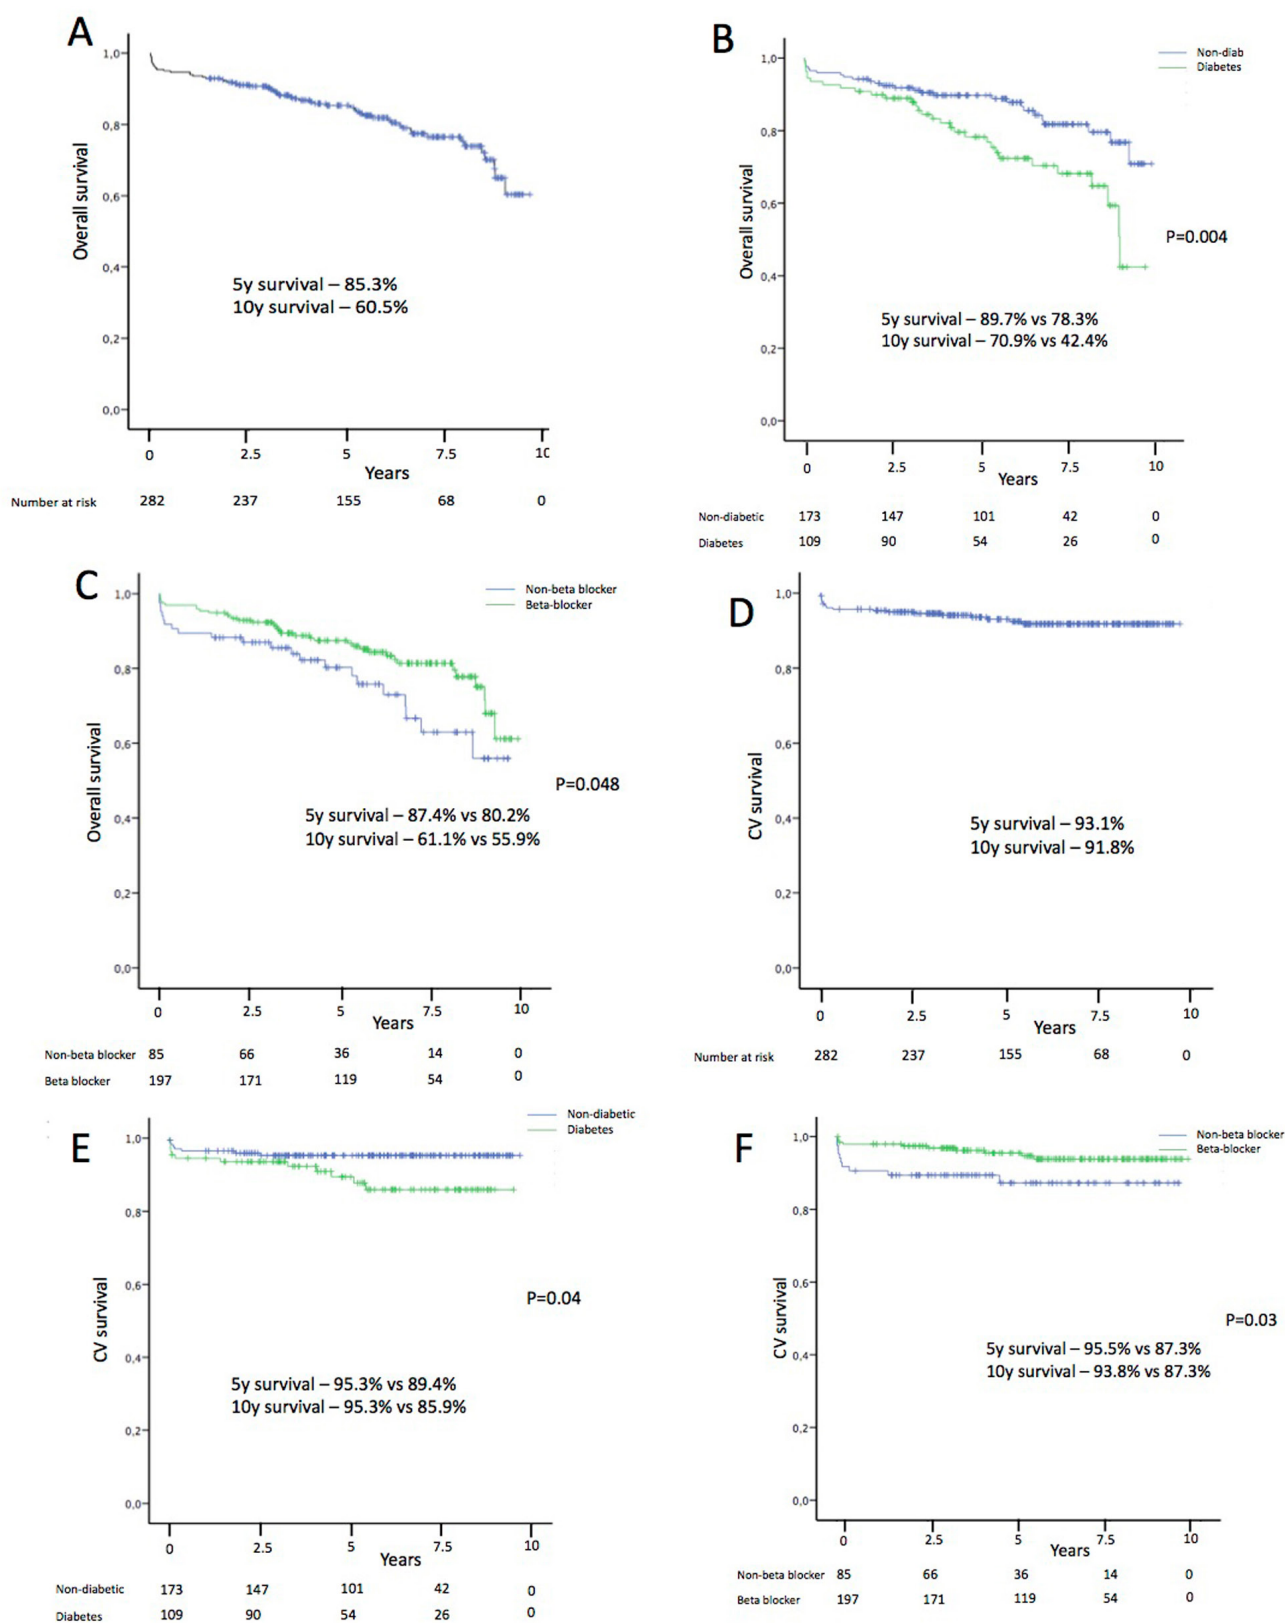 A
1,0
0,8
0,6
0,4
0,2
0,0
Overall survival
5y survival – 85.3%
10y survival – 60.5%
0 2.5 5 7.5 10
Years
Number at risk 282 237 155 68 0
B
Non-diab
Diabetes
1,0
0,8
0,6
0,4
0,2
0,0
Overall survival
P=0.004
5y survival – 89.7% vs 78.3%
10y survival – 70.9% vs 42.4%
0 2.5 5 7.5 10
Years
Non-diabetic 173 147 101 42 0
Diabetes 109 90 54 26 0
C
Non-beta blocker
Beta-blocker
1,0
0,8
0,6
0,4
0,2
0,0
Overall survival
P=0.048
5y survival – 87.4% vs 80.2%
10y survival – 61.1% vs 55.9%
0 2.5 5 7.5 10
Years
Non-beta blocker 85 66 36 14 0
Beta blocker 197 171 119 54 0
D
1,0
0,8
0,6
0,4
0,2
0,0
CV survival
5y survival – 93.1%
10y survival – 91.8%
0 2.5 5 7.5 10
Years
Number at risk 282 237 155 68 0
E
Non-diabetic
Diabetes
1,0
0,8
0,6
0,4
0,2
0,0
CV survival
P=0.04
5y survival – 95.3% vs 89.4%
10y survival – 95.3% vs 85.9%
0 2.5 5 7.5 10
Years
Non-diabetic 173 147 101 42 0
Diabetes 109 90 54 26 0
F
Non-beta blocker
Beta-blocker
1,0
0,8
0,6
0,4
0,2
0,0
CV survival
P=0.03
5y survival – 95.5% vs 87.3%
10y survival – 93.8% vs 87.3%
0 2.5 5 7.5 10
Years
Non-beta blocker 85 66 36 14 0
Beta blocker 197 171 119 54 0